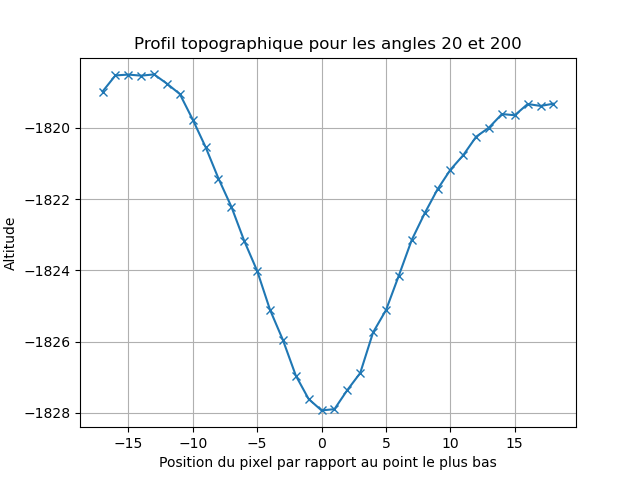 Profil topographique pour les angles 20 et 200
Altitude
−1820
−1822
−1824
−1826
−1828
−15 −10 −5 0 5 10 15
Position du pixel par rapport au point le plus bas